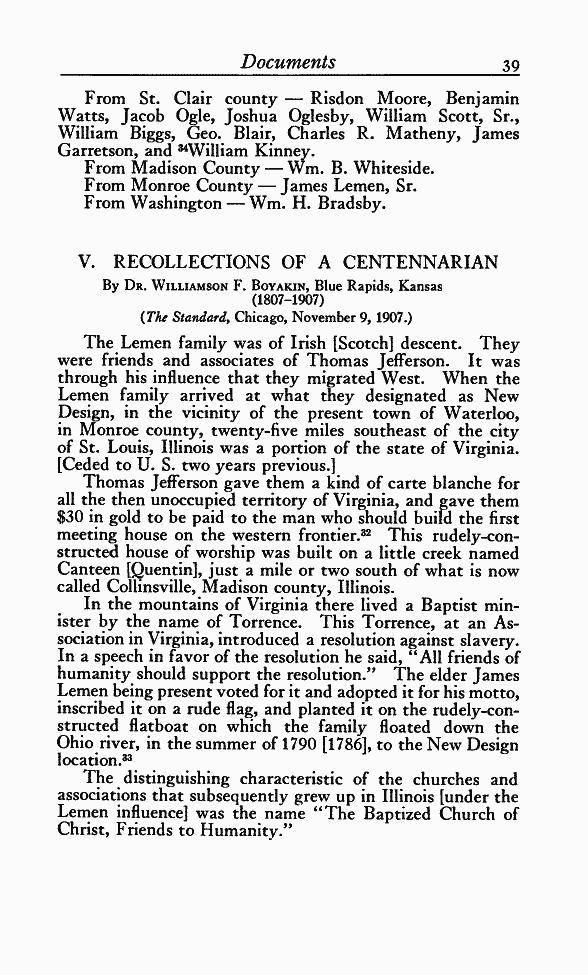 Documents 39
From St. Clair county — Risdon Moore, Benjamin
Watts, Jacob Ogle, Joshua Oglesby, William Scott, Sr.,
William Biggs, Geo. Blair, Charles R. Matheny, James
Garretson, and ³⁴William Kinney.
From Madison County — Wm. B. Whiteside.
From Monroe County — James Lemen, Sr.
From Washington — Wm. H. Bradsby.
V. RECOLLECTIONS OF A CENTENNARIAN
By Dr. Williamson F. Boyakin, Blue Rapids, Kansas
(1807–1907)
(The Standard, Chicago, November 9, 1907.)
The Lemen family was of Irish [Scotch] descent. They
were friends and associates of Thomas Jefferson. It was
through his influence that they migrated West. When the
Lemen family arrived at what they designated as New
Design, in the vicinity of the present town of Waterloo,
in Monroe county, twenty-five miles southeast of the city
of St. Louis, Illinois was a portion of the state of Virginia.
[Ceded to U. S. two years previous.]
Thomas Jefferson gave them a kind of carte blanche for
all the then unoccupied territory of Virginia, and gave them
$30 in gold to be paid to the man who should build the first
meeting house on the western frontier.³² This rudely-con-
structed house of worship was built on a little creek named
Canteen [Quentin], just a mile or two south of what is now
called Collinsville, Madison county, Illinois.
In the mountains of Virginia there lived a Baptist min-
ister by the name of Torrence. This Torrence, at an As-
sociation in Virginia, introduced a resolution against slavery.
In a speech in favor of the resolution he said, "All friends of
humanity should support the resolution." The elder James
Lemen being present voted for it and adopted it for his motto,
inscribed it on a rude flag, and planted it on the rudely-con-
structed flatboat on which the family floated down the
Ohio river, in the summer of 1790 [1786], to the New Design
location.³³
The distinguishing characteristic of the churches and
associations that subsequently grew up in Illinois [under the
Lemen influence] was the name "The Baptized Church of
Christ, Friends to Humanity."